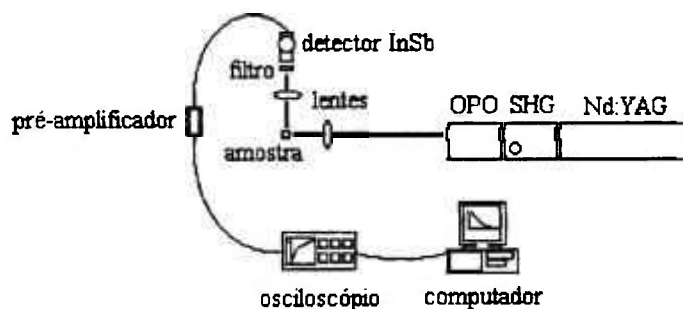 detector InSb
filtro
lentes
OPO SHG Nd:YAG
pré-amplificador
amostra
osciloscópio
computador